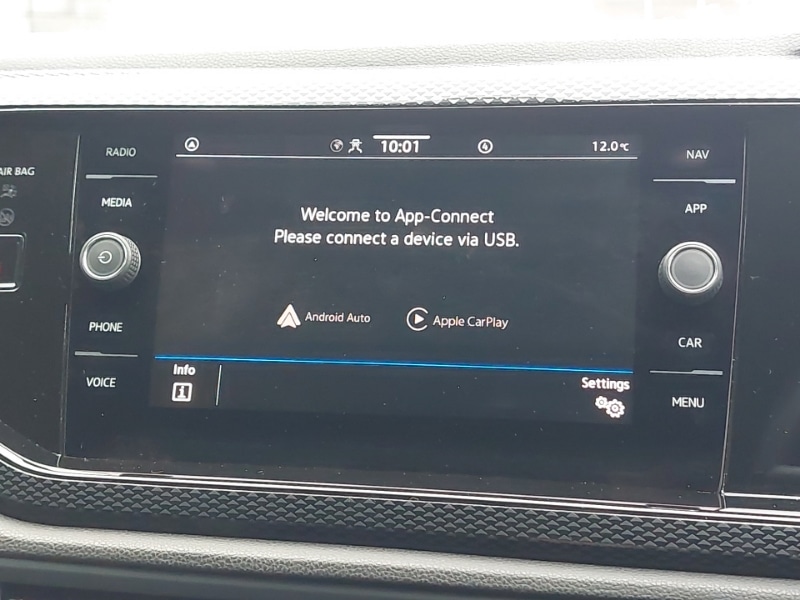 AIR BAG
RADIO
MEDIA
PHONE
VOICE
10:01
12.0°C
Welcome to App-Connect
Please connect a device via USB.
Android Auto
Apple CarPlay
Info
i
Settings
NAV
APP
CAR
MENU